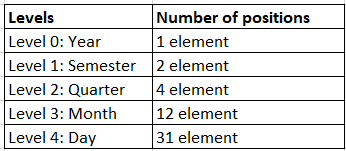 Levels Number of positions
Level 0: Year 1 element
Level 1: Semester 2 element
Level 2: Quarter 4 element
Level 3: Month 12 element
Level 4: Day 31 element